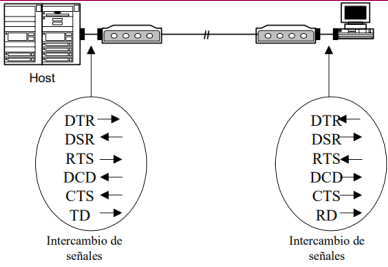 Host
DTR
DSR
RTS
DCD
CTS
TD
Intercambio de
señales
DTR
DSR
RTS
DCD
CTS
RD
Intercambio de
señales